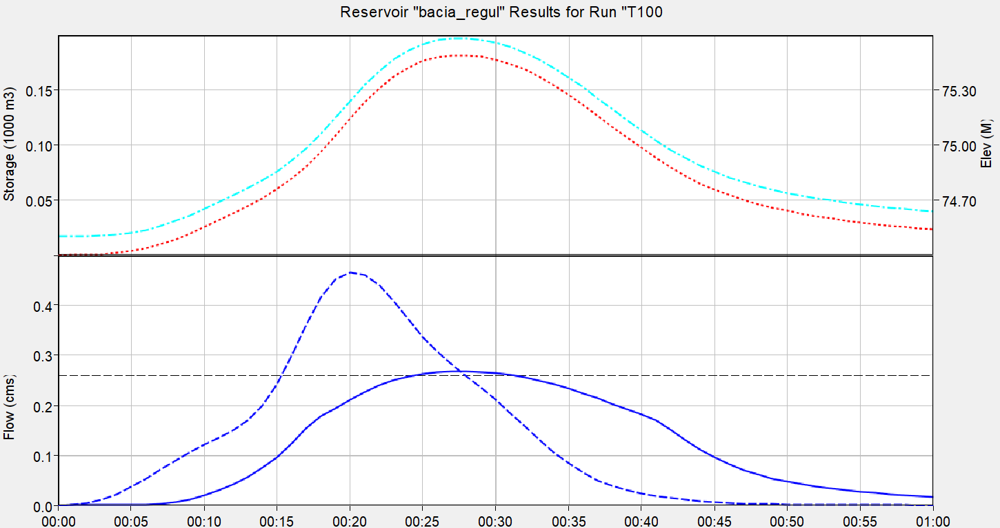 Reservoir "bacia_regul" Results for Run "T100
Storage (1000 m3)
0.15
0.10
0.05
75.30
75.00
74.70
Elev (M)
Flow (cms)
0.4
0.3
0.2
0.1
0.0
00:00 00:05 00:10 00:15 00:20 00:25 00:30 00:35 00:40 00:45 00:50 00:55 01:00